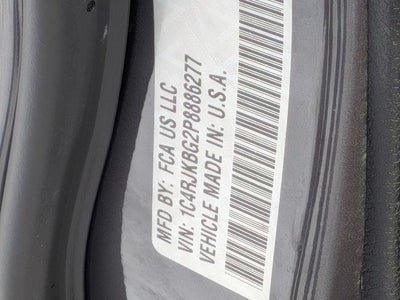 MFD BY: FCA US LLC
VIN: 1C4RJKBG2P8886277
VEHICLE MADE IN: U.S.A.